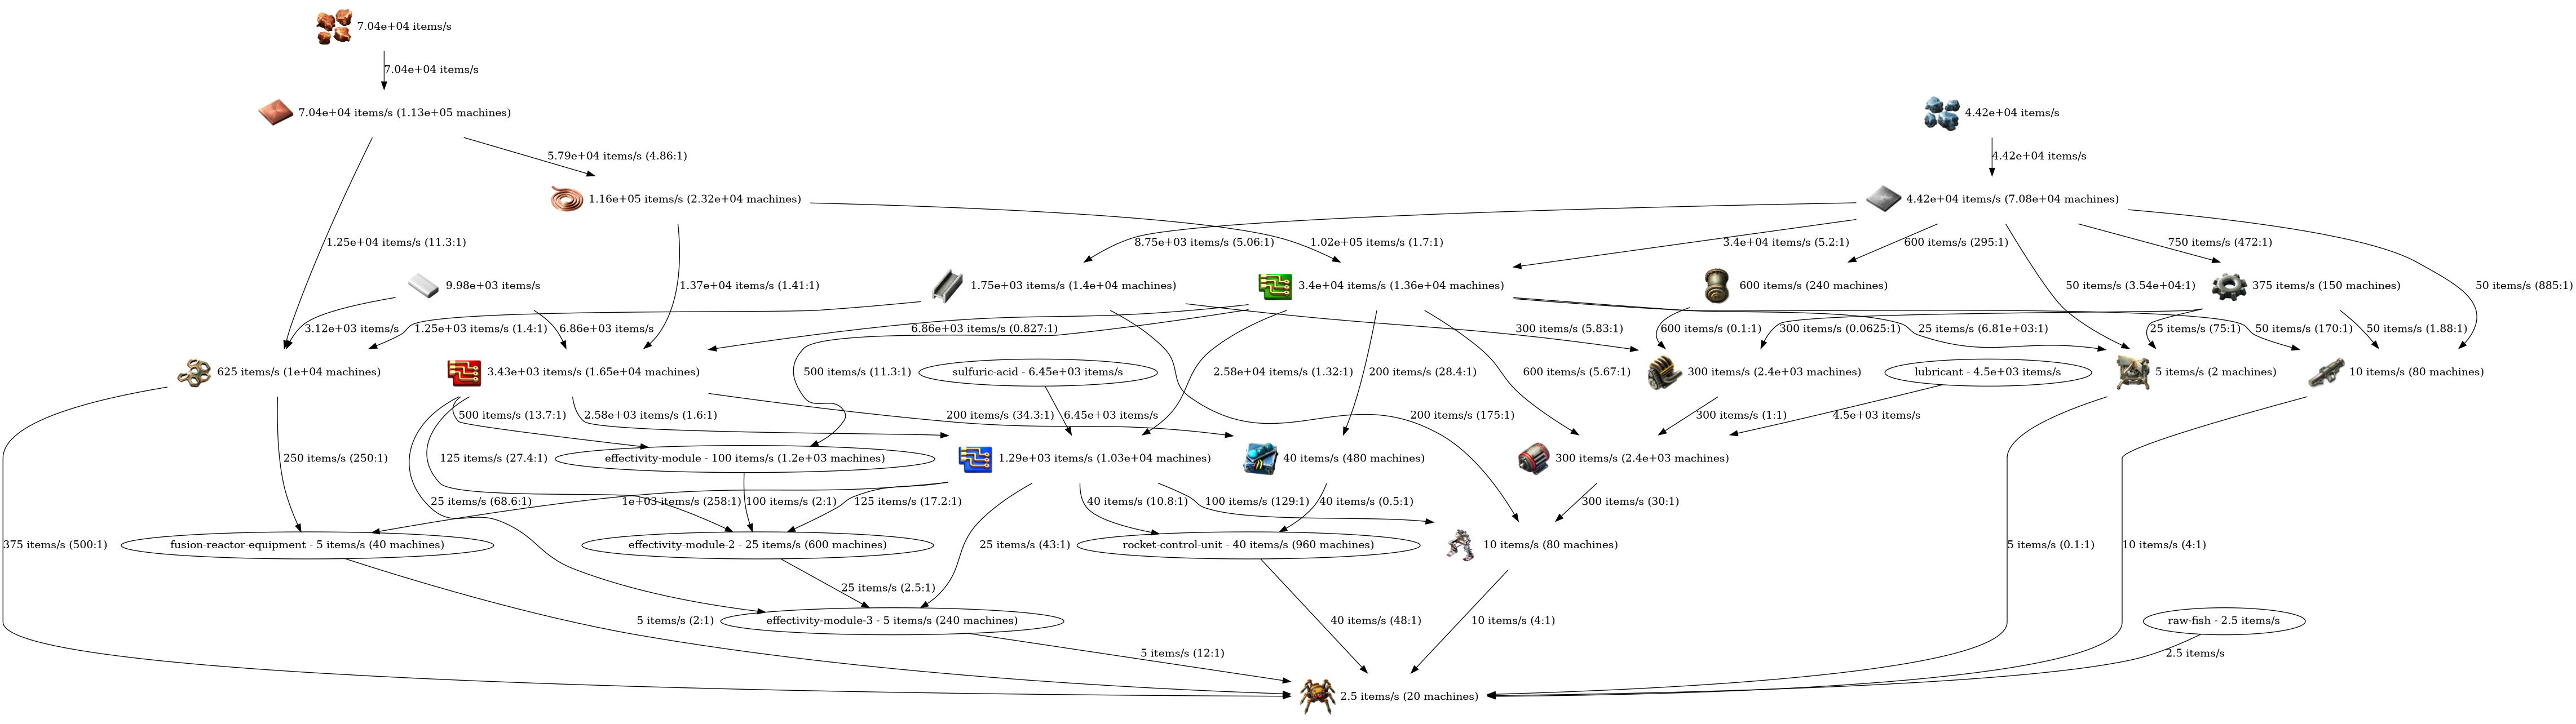 7.04e+04 items/s
7.04e+04 items/s
7.04e+04 items/s (1.13e+05 machines)
4.42e+04 items/s
5.79e+04 items/s (4.86:1)
4.42e+04 items/s
1.16e+05 items/s (2.32e+04 machines)
4.42e+04 items/s (7.08e+04 machines)
1.25e+04 items/s (11.3:1)
8.75e+03 items/s (5.06:1)
1.02e+05 items/s (1.7:1)
3.4e+04 items/s (5.2:1)
600 items/s (295:1)
750 items/s (472:1)
9.98e+03 items/s
1.37e+04 items/s (1.41:1)
1.75e+03 items/s (1.4e+04 machines)
3.4e+04 items/s (1.36e+04 machines)
600 items/s (240 machines)
50 items/s (3.54e+04:1)
375 items/s (150 machines)
50 items/s (885:1)
3.12e+03 items/s
1.25e+03 items/s (1.4:1)
6.86e+03 items/s
6.86e+03 items/s (0.827:1)
300 items/s (5.83:1)
600 items/s (0.1:1)
300 items/s (0.0625:1)
25 items/s (6.81e+03:1)
25 items/s (75:1)
50 items/s (170:1)
50 items/s (1.88:1)
625 items/s (1e+04 machines)
3.43e+03 items/s (1.65e+04 machines)
500 items/s (11.3:1)
sulfuric-acid - 6.45e+03 items/s
2.58e+04 items/s (1.32:1)
200 items/s (28.4:1)
600 items/s (5.67:1)
300 items/s (2.4e+03 machines)
lubricant - 4.5e+03 items/s
5 items/s (2 machines)
10 items/s (80 machines)
500 items/s (13.7:1)
2.58e+03 items/s (1.6:1)
200 items/s (34.3:1)
6.45e+03 items/s
200 items/s (175:1)
300 items/s (1:1)
4.5e+03 items/s
250 items/s (250:1)
125 items/s (27.4:1)
effectivity-module - 100 items/s (1.2e+03 machines)
1.29e+03 items/s (1.03e+04 machines)
40 items/s (480 machines)
300 items/s (2.4e+03 machines)
25 items/s (68.6:1)
1e+03 items/s (258:1)
100 items/s (2:1)
125 items/s (17.2:1)
40 items/s (10.8:1)
100 items/s (129:1)
40 items/s (0.5:1)
300 items/s (30:1)
375 items/s (500:1)
fusion-reactor-equipment - 5 items/s (40 machines)
effectivity-module-2 - 25 items/s (600 machines)
25 items/s (43:1)
rocket-control-unit - 40 items/s (960 machines)
10 items/s (80 machines)
5 items/s (0.1:1)
10 items/s (4:1)
25 items/s (2.5:1)
5 items/s (2:1)
effectivity-module-3 - 5 items/s (240 machines)
40 items/s (48:1)
10 items/s (4:1)
raw-fish - 2.5 items/s
5 items/s (12:1)
2.5 items/s
2.5 items/s (20 machines)